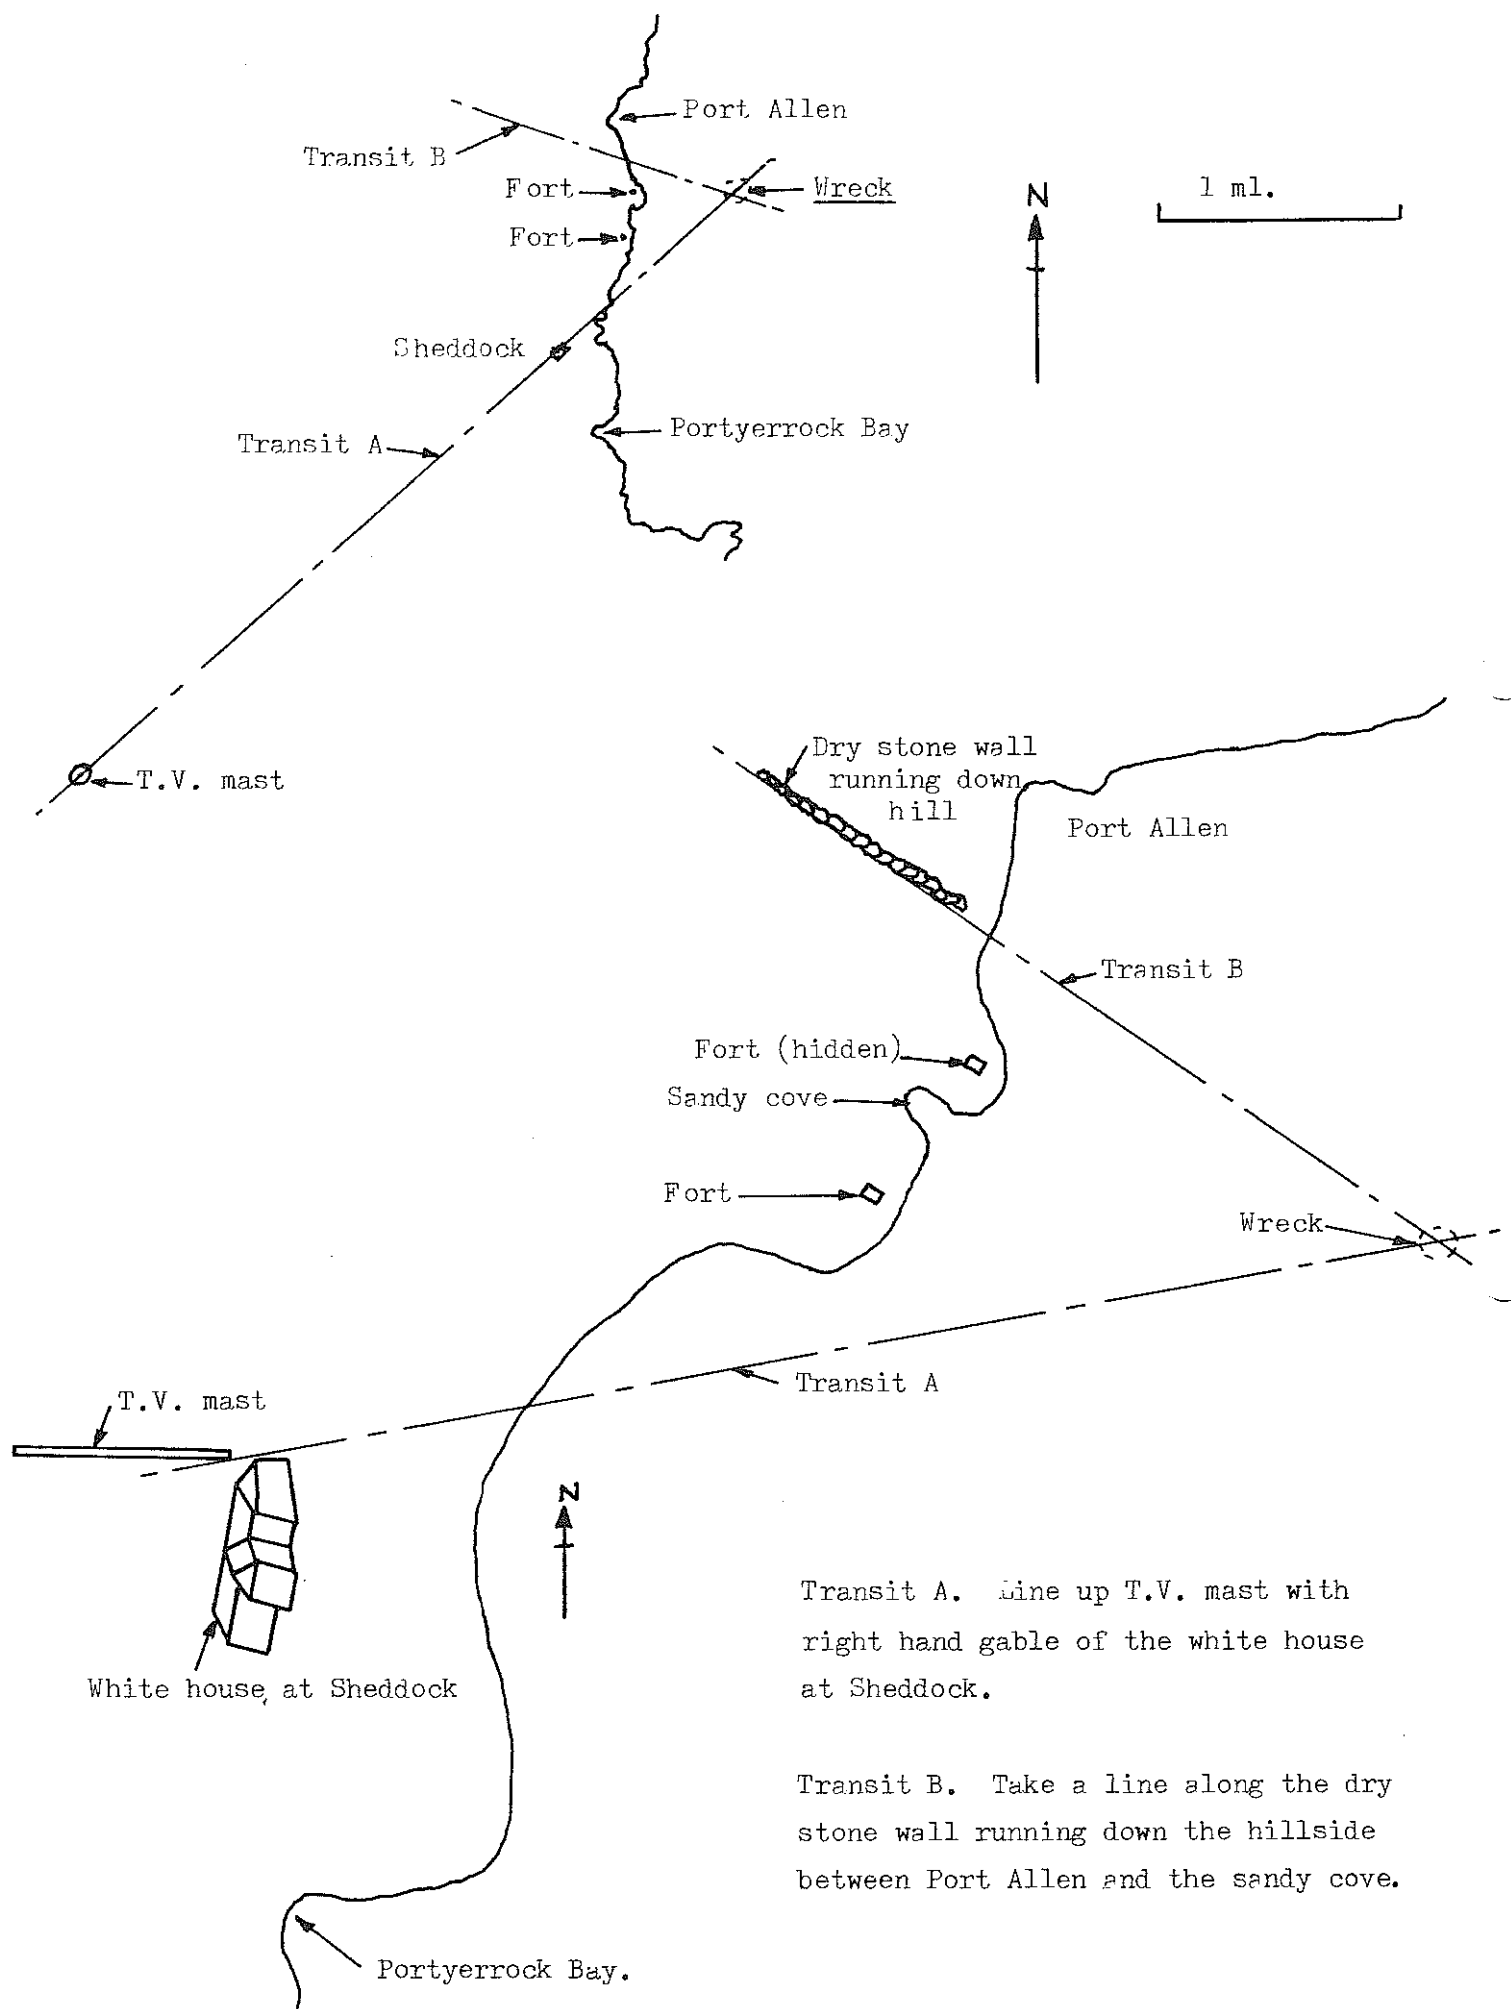 Port Allen
Transit B
Fort
Wreck
N
1 ml.
Fort
Sheddock
Transit A
Portyerrock Bay
T.V. mast
Dry stone wall
running down
hill
Port Allen
Transit B
Fort (hidden)
Sandy cove
Fort
Wreck
Transit A
T.V. mast
N
White house at Sheddock
Transit A. Line up T.V. mast with
right hand gable of the white house
at Sheddock.
Transit B. Take a line along the dry
stone wall running down the hillside
between Port Allen and the sandy cove.
Portyerrock Bay.